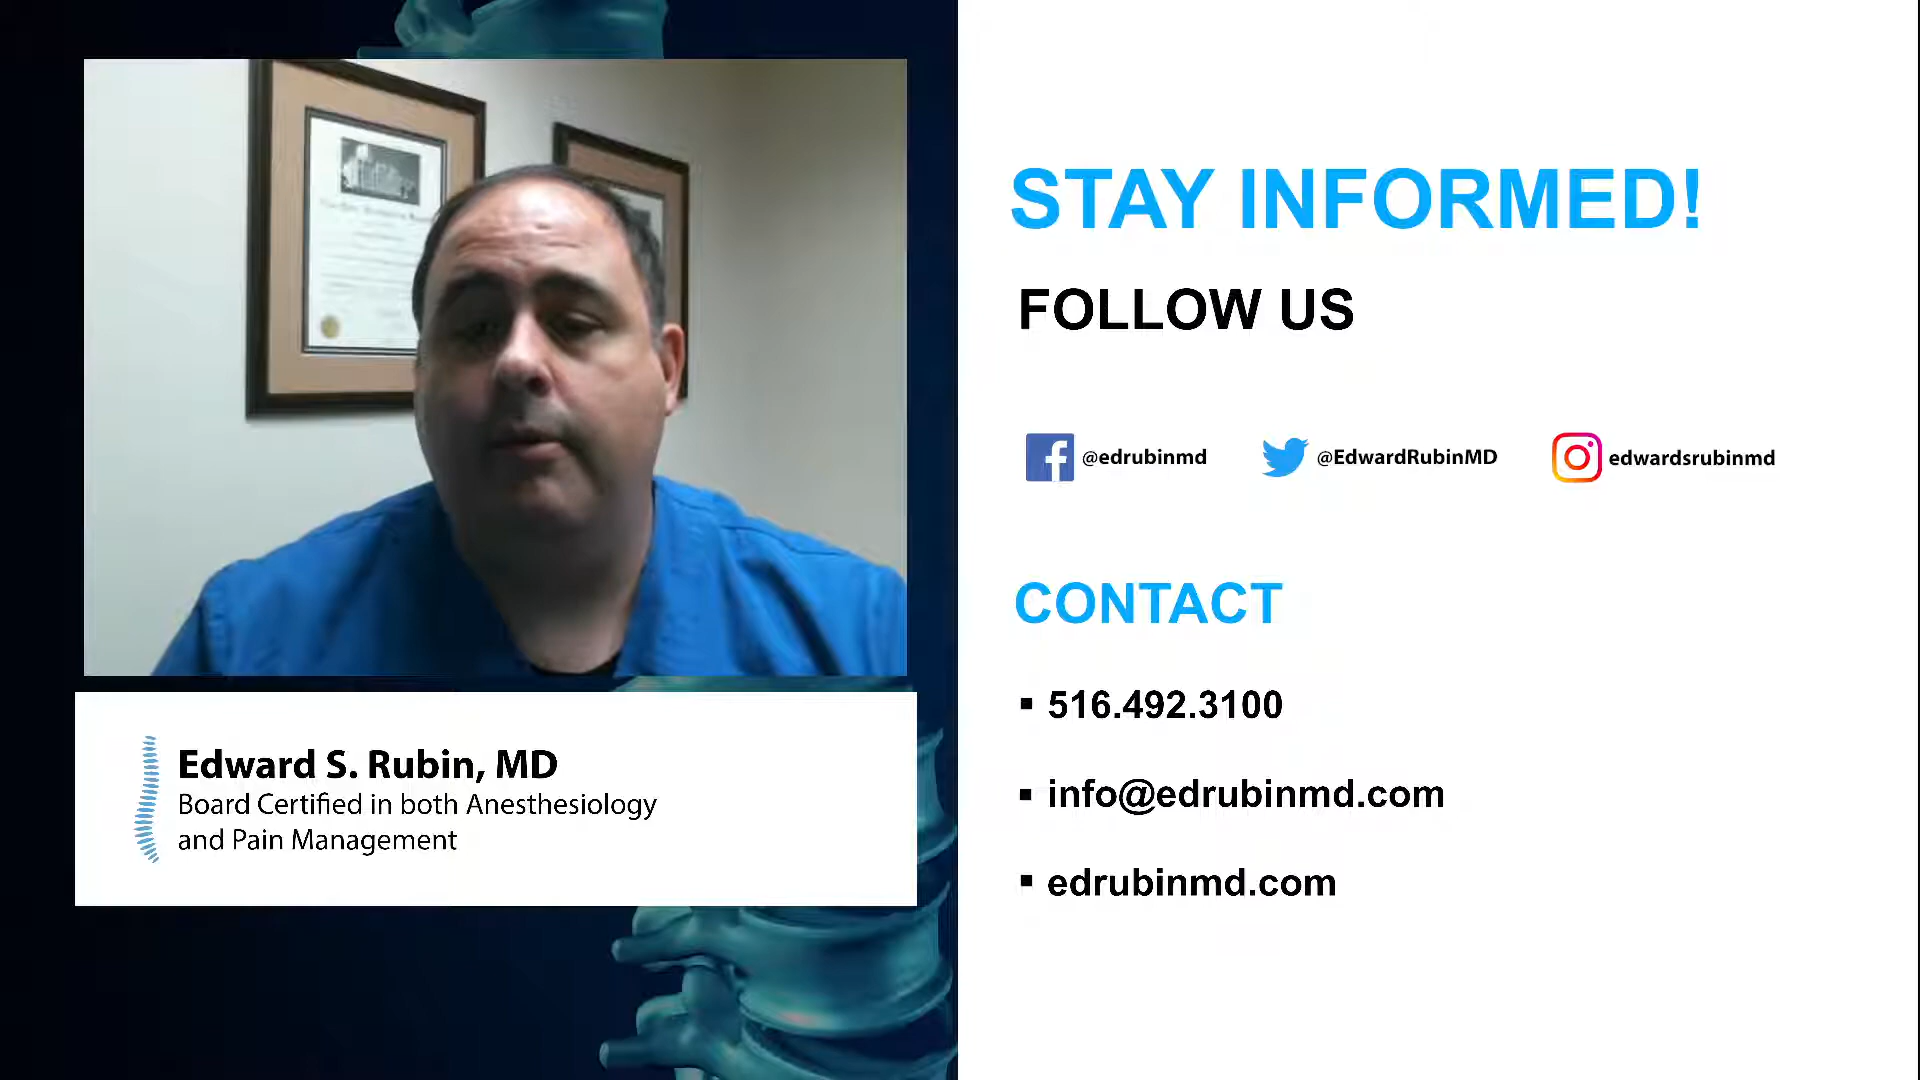 Edward S. Rubin, MD
Board Certified in both Anesthesiology
and Pain Management
STAY INFORMED!
FOLLOW US
@edrubinmd
@EdwardRubinMD
edwardsrubinmd
CONTACT
▪ 516.492.3100
▪ info@edrubinmd.com
▪ edrubinmd.com